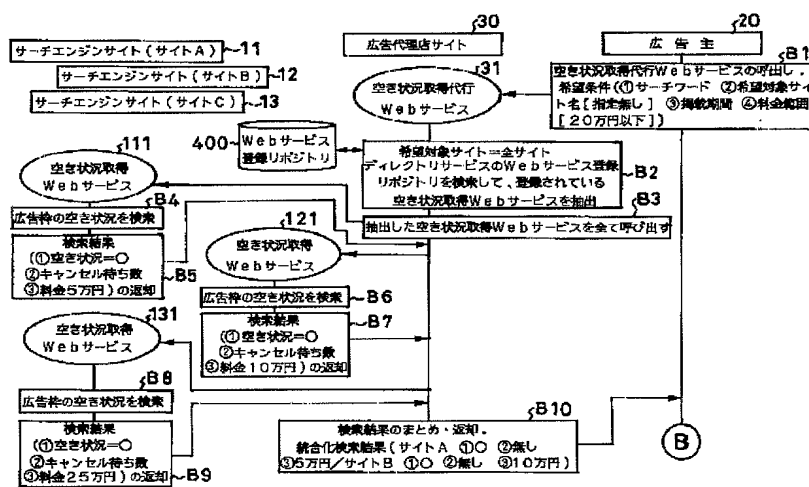 サーチエンジンサイト(サイトA)
11
サーチエンジンサイト(サイトB)
12
サーチエンジンサイト(サイトC)
13
30
広告代理店サイト
20
広告主
31
空き状況取得代行
Webサービス
B1
空き状況取得代行Webサービスの呼出し.
希望条件(①サーチワード ②希望対象サイ
ト名[指定無し] ③掲載期間 ④料金範囲
[20万円以下])
400
Webサービス
登録リポジトリ
希望対象サイト=全サイト
ディレクトリサービスのWebサービス登録
リポジトリを検索して、登録されている
空き状況取得Webサービスを抽出
B2
B3
抽出した空き状況取得Webサービスを全て呼び出す
111
空き状況取得
Webサービス
B4
広告枠の空き状況を検索
検索結果
(①空き状況=○
②キャンセル待ち数
③料金5万円)の返却
B5
121
空き状況取得
Webサービス
広告枠の空き状況を検索
B6
検索結果
(①空き状況=○
②キャンセル待ち数
③料金10万円)の返却
B7
131
空き状況取得
Webサービス
B8
広告枠の空き状況を検索
検索結果
(①空き状況=○
②キャンセル待ち数
③料金25万円)の返却
B9
B10
検索結果のまとめ・返却.
統合化検索結果(サイトA ①○ ②無し
③5万円/サイトB ①○ ②無し ③10万円)
B